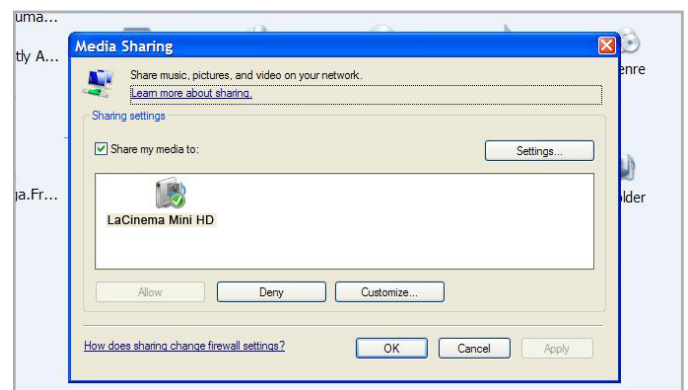 uma...
tly A...
enre
ja.Fr...
lder
Media Sharing
Share music, pictures, and video on your network.
Learn more about sharing.
Sharing settings
Share my media to:
Settings...
LaCinema Mini HD
Allow
Deny
Customize...
How does sharing change firewall settings?
OK
Cancel
Apply